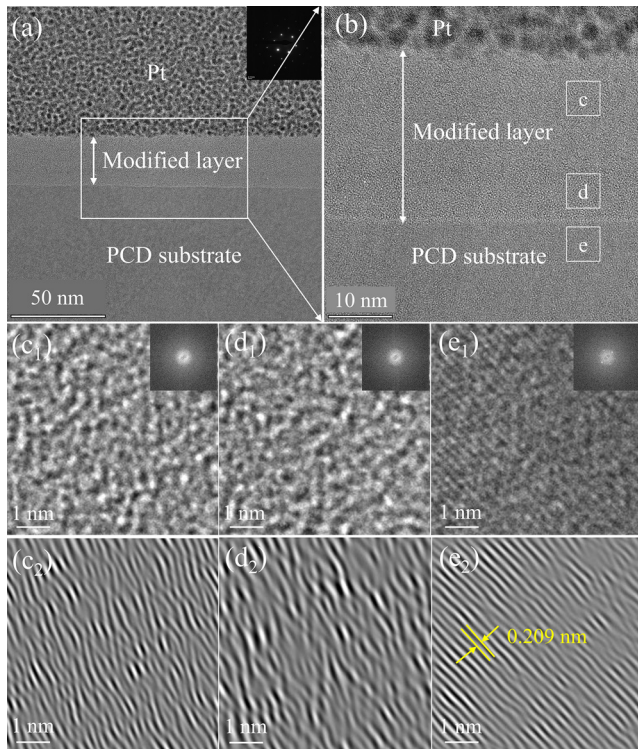 (a)
Pt
Modified layer
PCD substrate
50 nm
(b)
Pt
c
Modified layer
d
e
PCD substrate
10 nm
(c1)
1 nm
(d1)
1 nm
(e1)
1 nm
(c2)
1 nm
(d2)
1 nm
(e2)
0.209 nm
1 nm